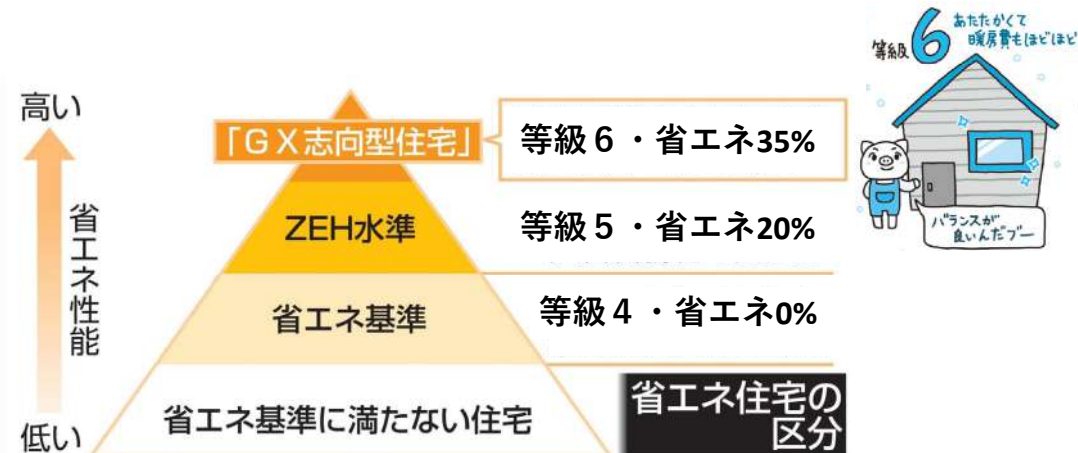 高い
省エネ性能
低い
「GX志向型住宅」
等級6・省エネ35%
ZEH水準
等級5・省エネ20%
省エネ基準
等級4・省エネ0%
省エネ基準に満たない住宅
省エネ住宅の
区分
等級6
あたたかくて
暖房費もほどほど
バランスが
良いんだブー